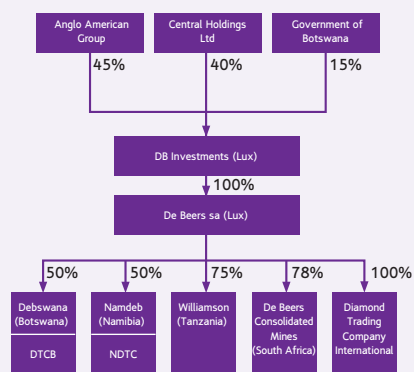 Anglo American
Group
Central Holdings
Ltd
Government of
Botswana
45%
40%
15%
DB Investments (Lux)
100%
De Beers sa (Lux)
50%
50%
75%
78%
100%
Debswana
(Botswana)
DTCB
Namdeb
(Namibia)
NDTC
Williamson
(Tanzania)
De Beers
Consolidated
Mines
(South Africa)
Diamond
Trading
Company
International